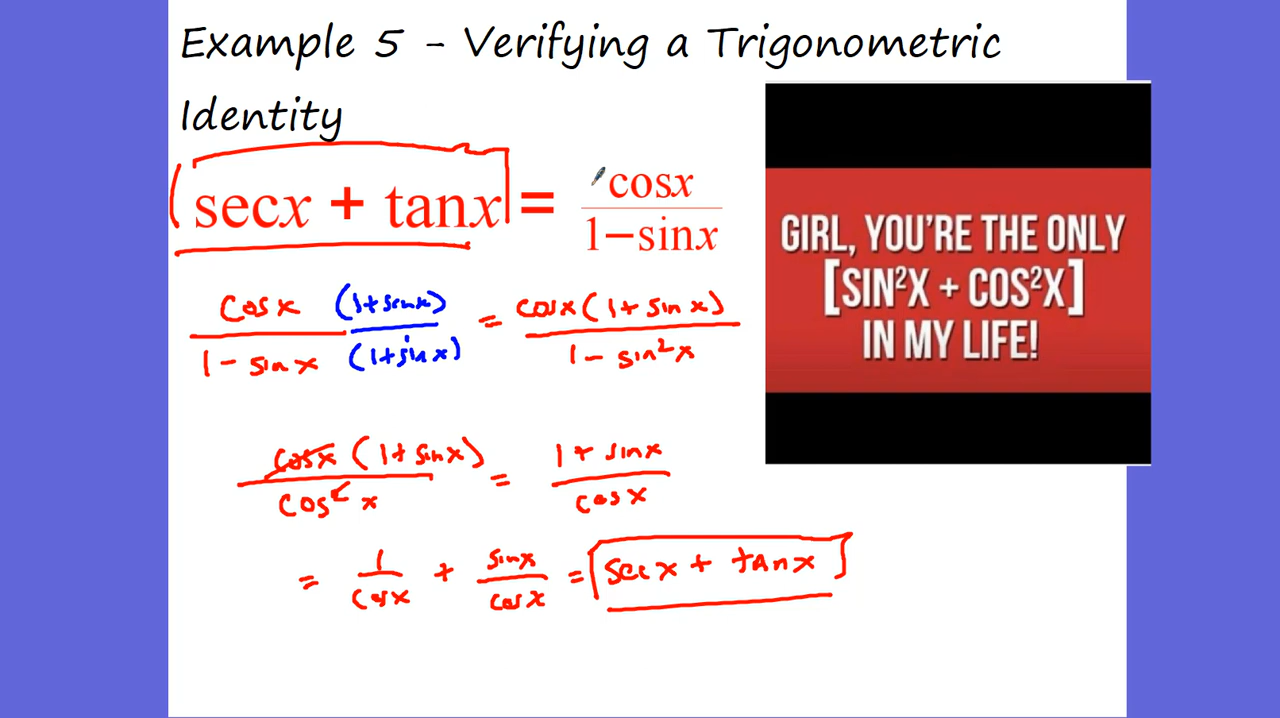 Example 5 - Verifying a Trigonometric
Identity
secx + tanx = cosx / 1−sinx
GIRL, YOU'RE THE ONLY
[SIN²X + COS²X]
IN MY LIFE!
cosx (1+sinx) / 1 - sinx (1+sinx) = cosx(1+ sinx) / 1 - sin²x
cosx (1+ sinx) / cos² x = 1 + sinx / cosx
= 1 / cosx + sinx / cosx = secx + tanx